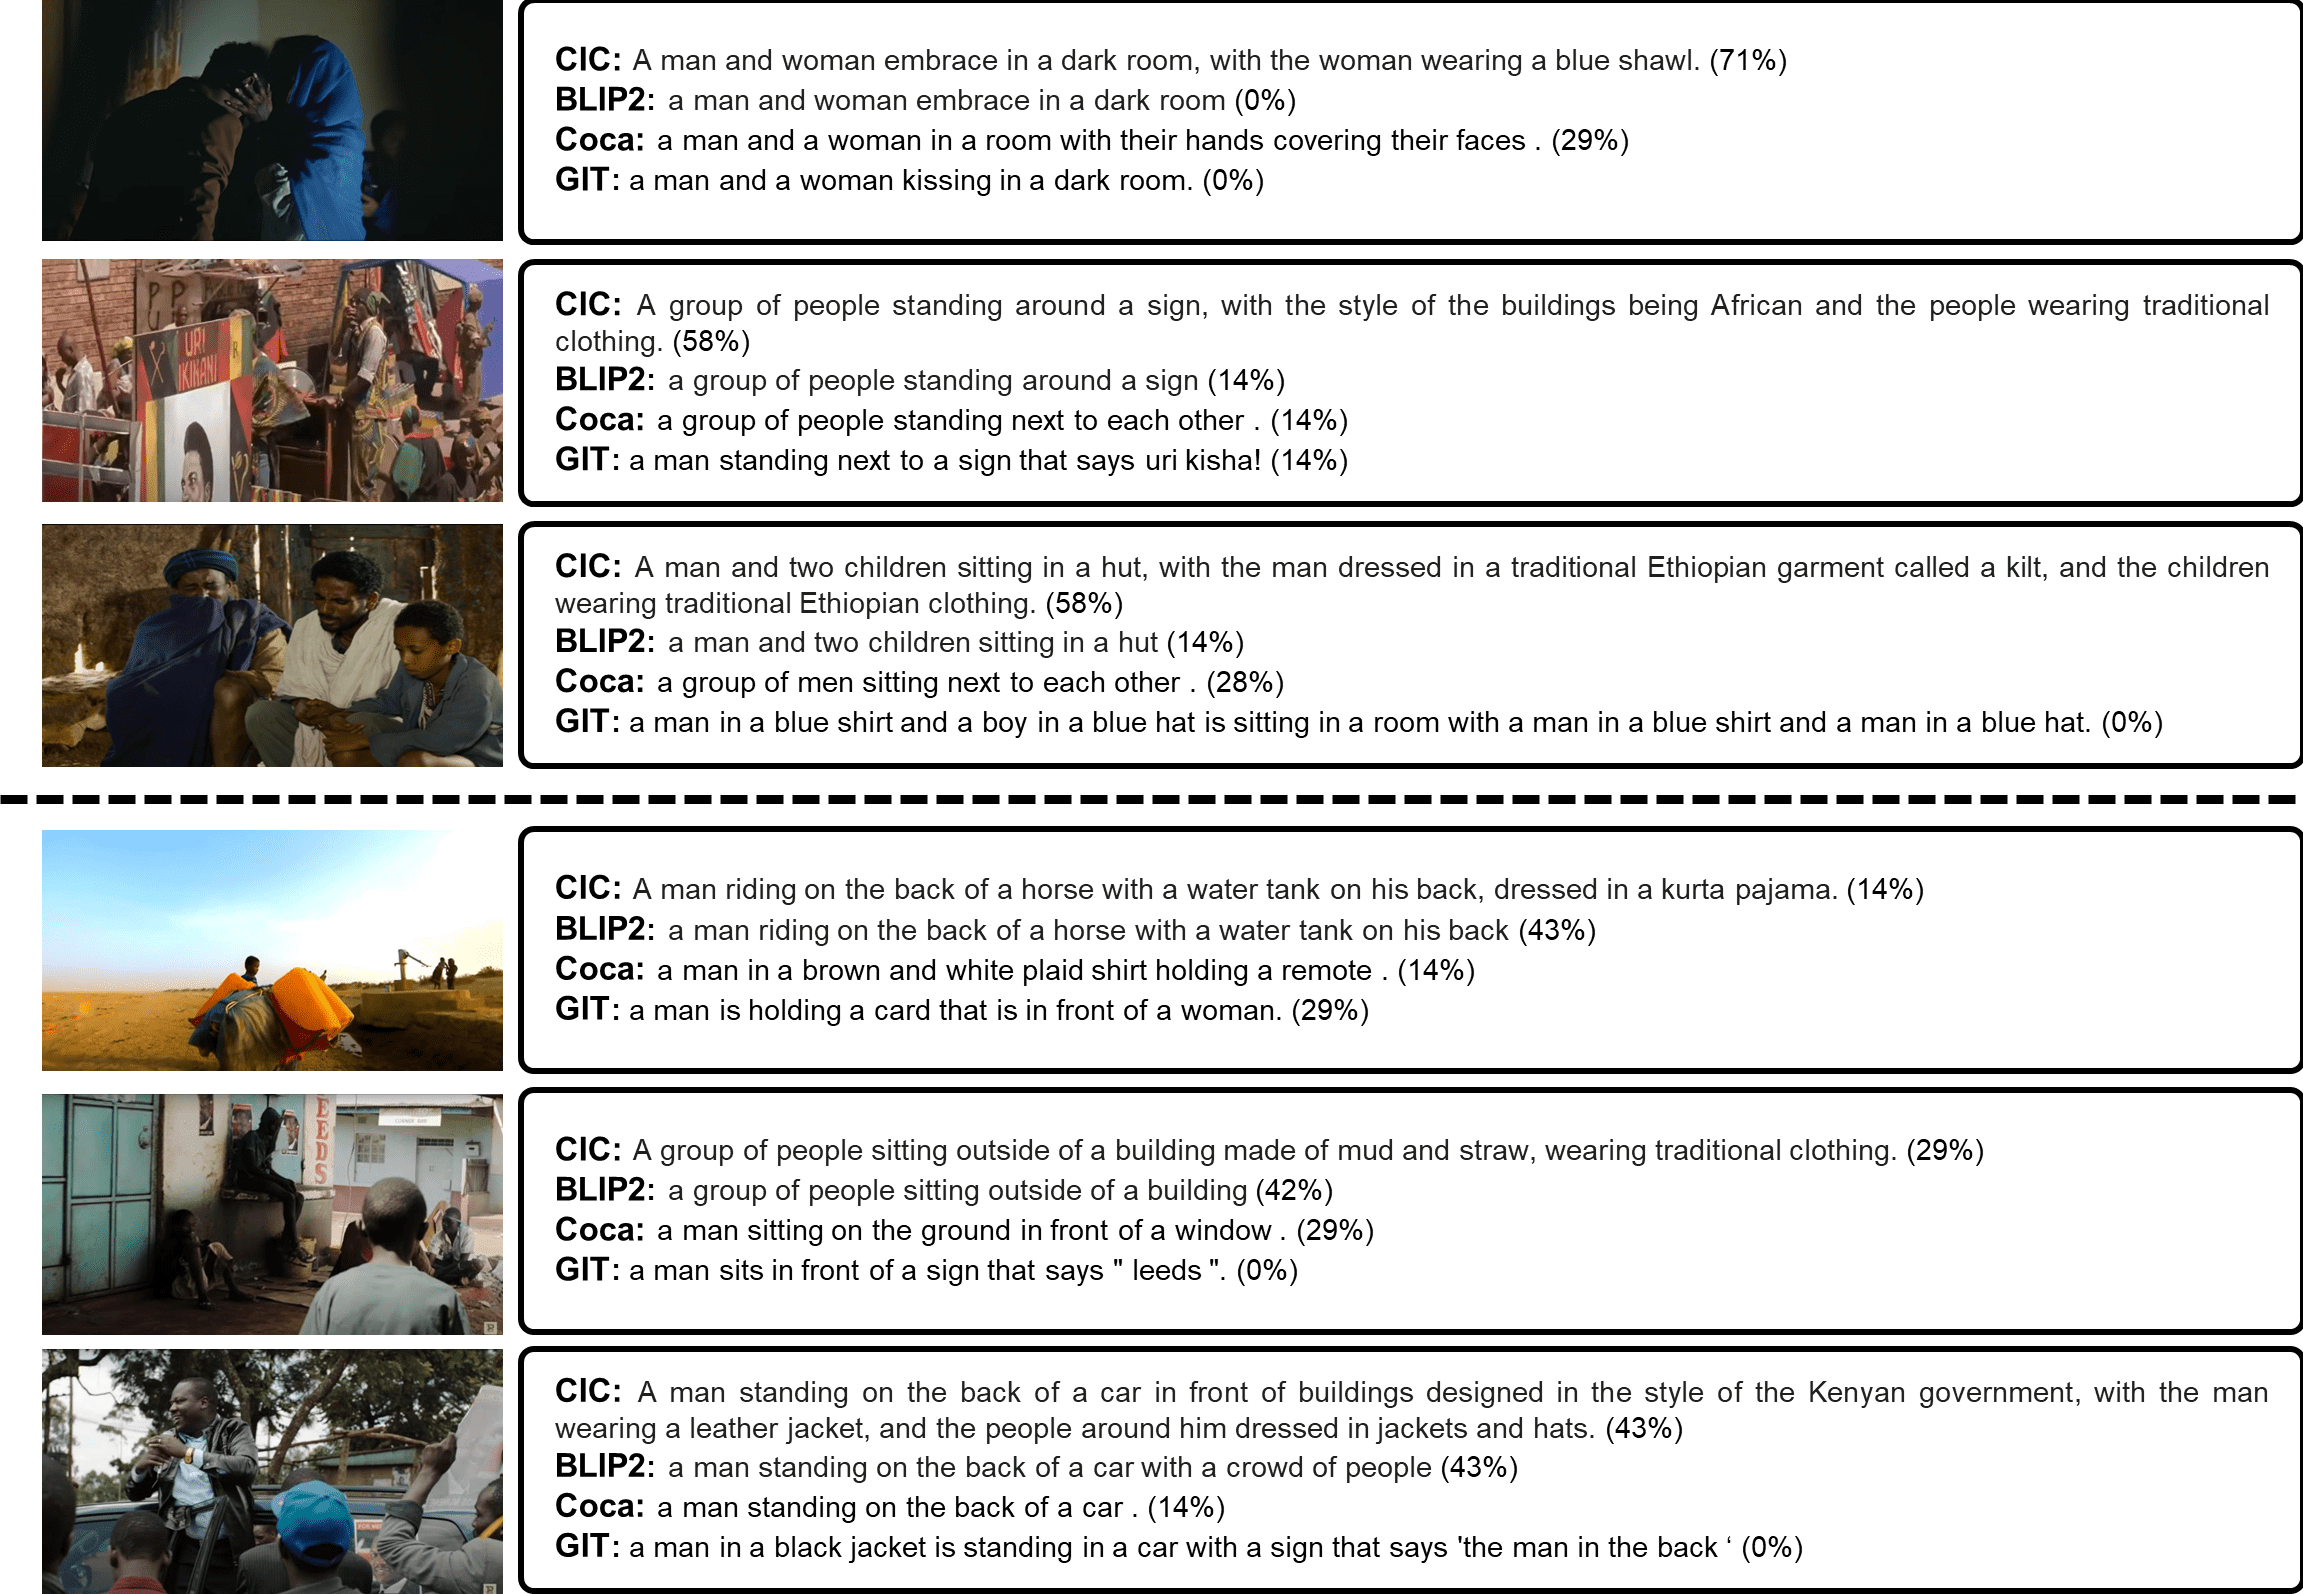 CIC: A man and woman embrace in a dark room, with the woman wearing a blue shawl. (71%)
BLIP2: a man and woman embrace in a dark room (0%)
Coca: a man and a woman in a room with their hands covering their faces . (29%)
GIT: a man and a woman kissing in a dark room. (0%)
P P
URI
IKIHANI
R
CIC: A group of people standing around a sign, with the style of the buildings being African and the people wearing traditional
clothing. (58%)
BLIP2: a group of people standing around a sign (14%)
Coca: a group of people standing next to each other . (14%)
GIT: a man standing next to a sign that says uri kisha! (14%)
CIC: A man and two children sitting in a hut, with the man dressed in a traditional Ethiopian garment called a kilt, and the children
wearing traditional Ethiopian clothing. (58%)
BLIP2: a man and two children sitting in a hut (14%)
Coca: a group of men sitting next to each other . (28%)
GIT: a man in a blue shirt and a boy in a blue hat is sitting in a room with a man in a blue shirt and a man in a blue hat. (0%)
CIC: A man riding on the back of a horse with a water tank on his back, dressed in a kurta pajama. (14%)
BLIP2: a man riding on the back of a horse with a water tank on his back (43%)
Coca: a man in a brown and white plaid shirt holding a remote . (14%)
GIT: a man is holding a card that is in front of a woman. (29%)
EEDS
CIC: A group of people sitting outside of a building made of mud and straw, wearing traditional clothing. (29%)
BLIP2: a group of people sitting outside of a building (42%)
Coca: a man sitting on the ground in front of a window . (29%)
GIT: a man sits in front of a sign that says " leeds ". (0%)
CIC: A man standing on the back of a car in front of buildings designed in the style of the Kenyan government, with the man
wearing a leather jacket, and the people around him dressed in jackets and hats. (43%)
BLIP2: a man standing on the back of a car with a crowd of people (43%)
Coca: a man standing on the back of a car . (14%)
GIT: a man in a black jacket is standing in a car with a sign that says 'the man in the back ‘ (0%)